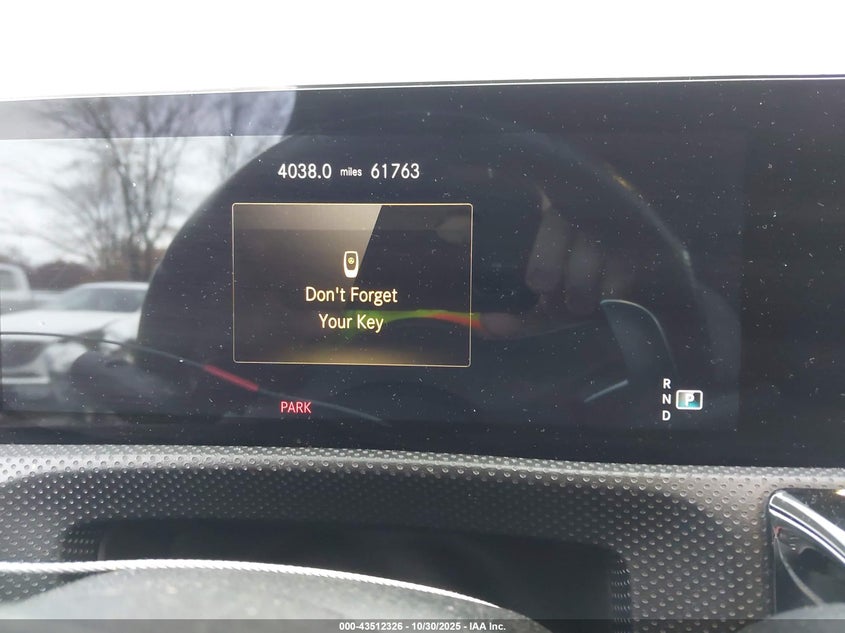 4038.0 miles 61763
Don't Forget
Your Key
PARK
R
N P
D
000-43512326 - 10/30/2025 - IAA Inc.